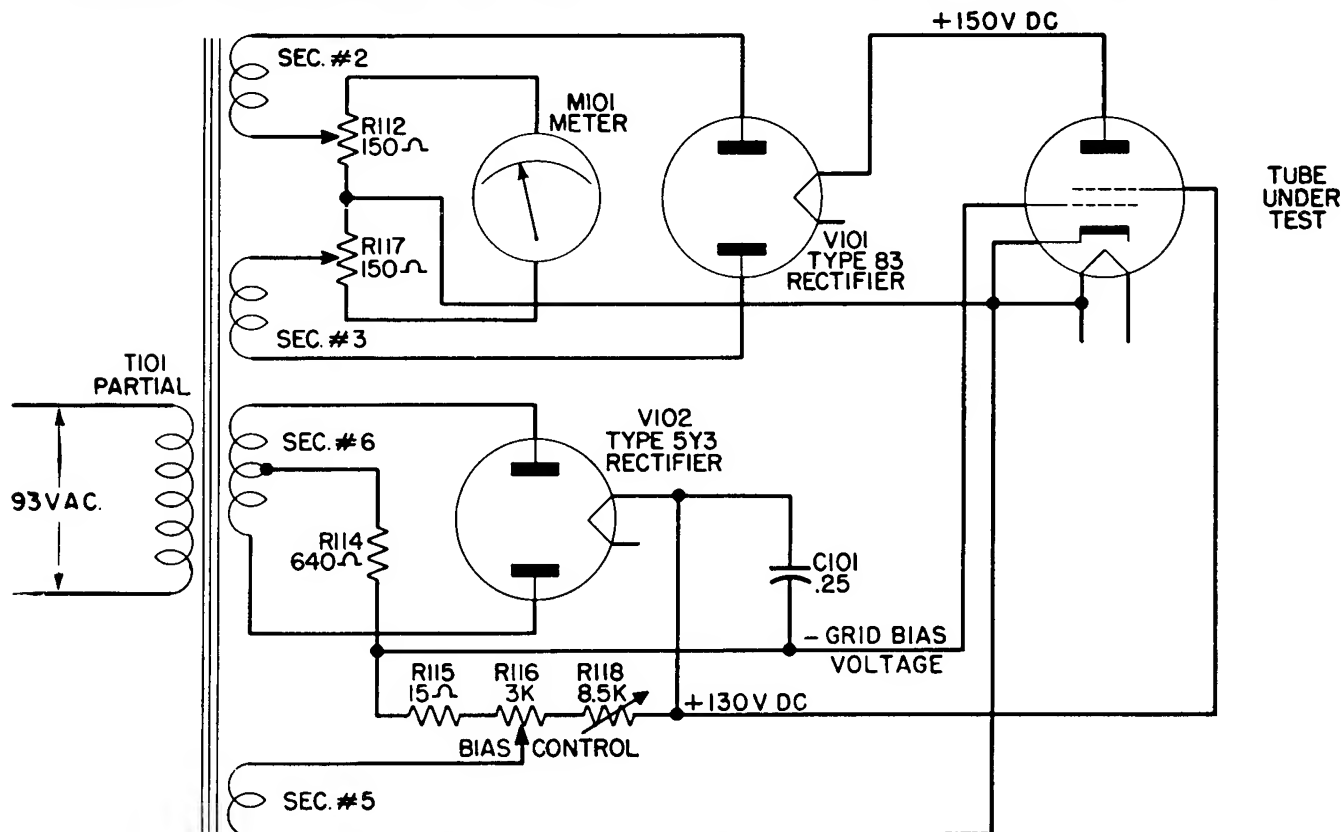 +150V DC
SEC. #2
M101
METER
R112
150Ω
TUBE
UNDER
TEST
R117
150Ω
V101
TYPE 83
RECTIFIER
SEC. #3
T101
PARTIAL
V102
TYPE 5Y3
RECTIFIER
SEC. #6
93VAC.
R114
640Ω
C101
.25
- GRID BIAS
VOLTAGE
R115
15Ω
R116
3K
R118
8.5K
+130V DC
BIAS CONTROL
SEC. #5